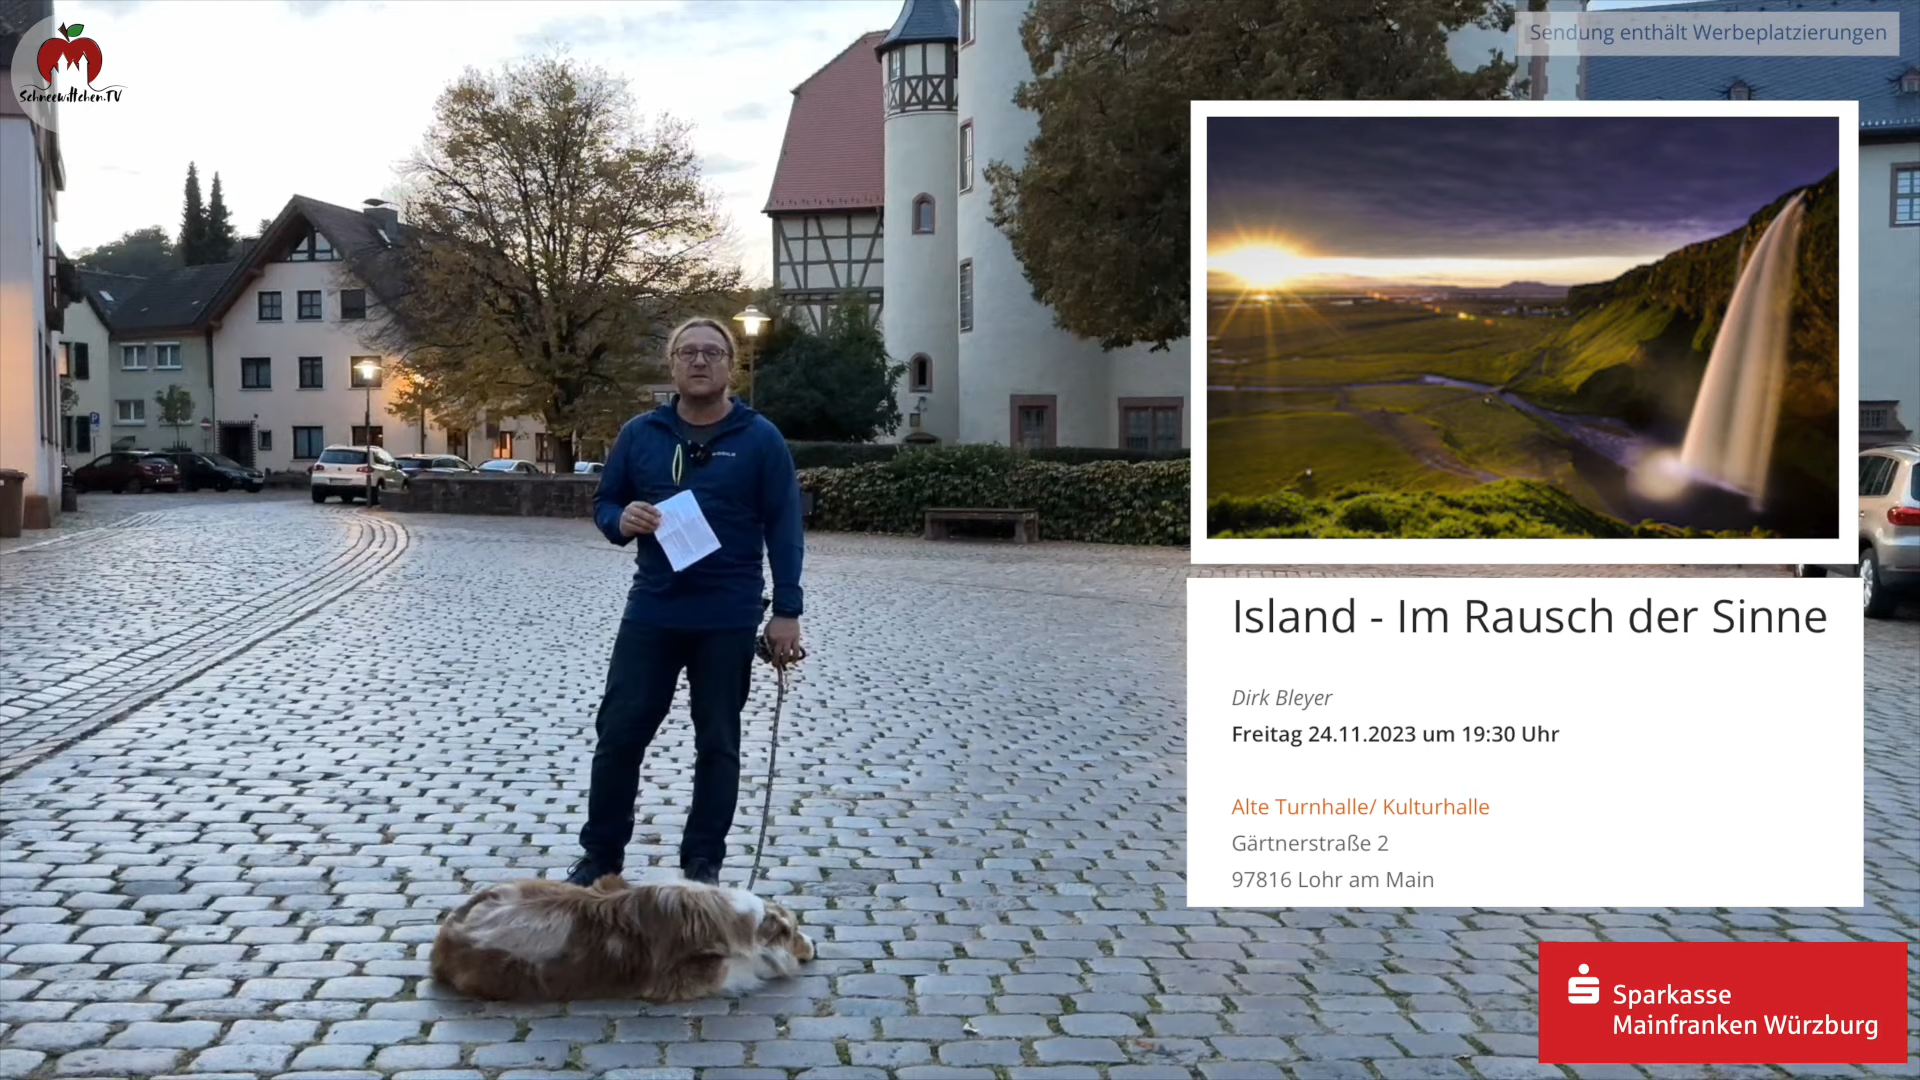 Schneewittchen.TV
Sendung enthält Werbeplatzierungen
Island - Im Rausch der Sinne
Dirk Bleyer
Freitag 24.11.2023 um 19:30 Uhr
Alte Turnhalle/ Kulturhalle
Gärtnerstraße 2
97816 Lohr am Main
Sparkasse
Mainfranken Würzburg